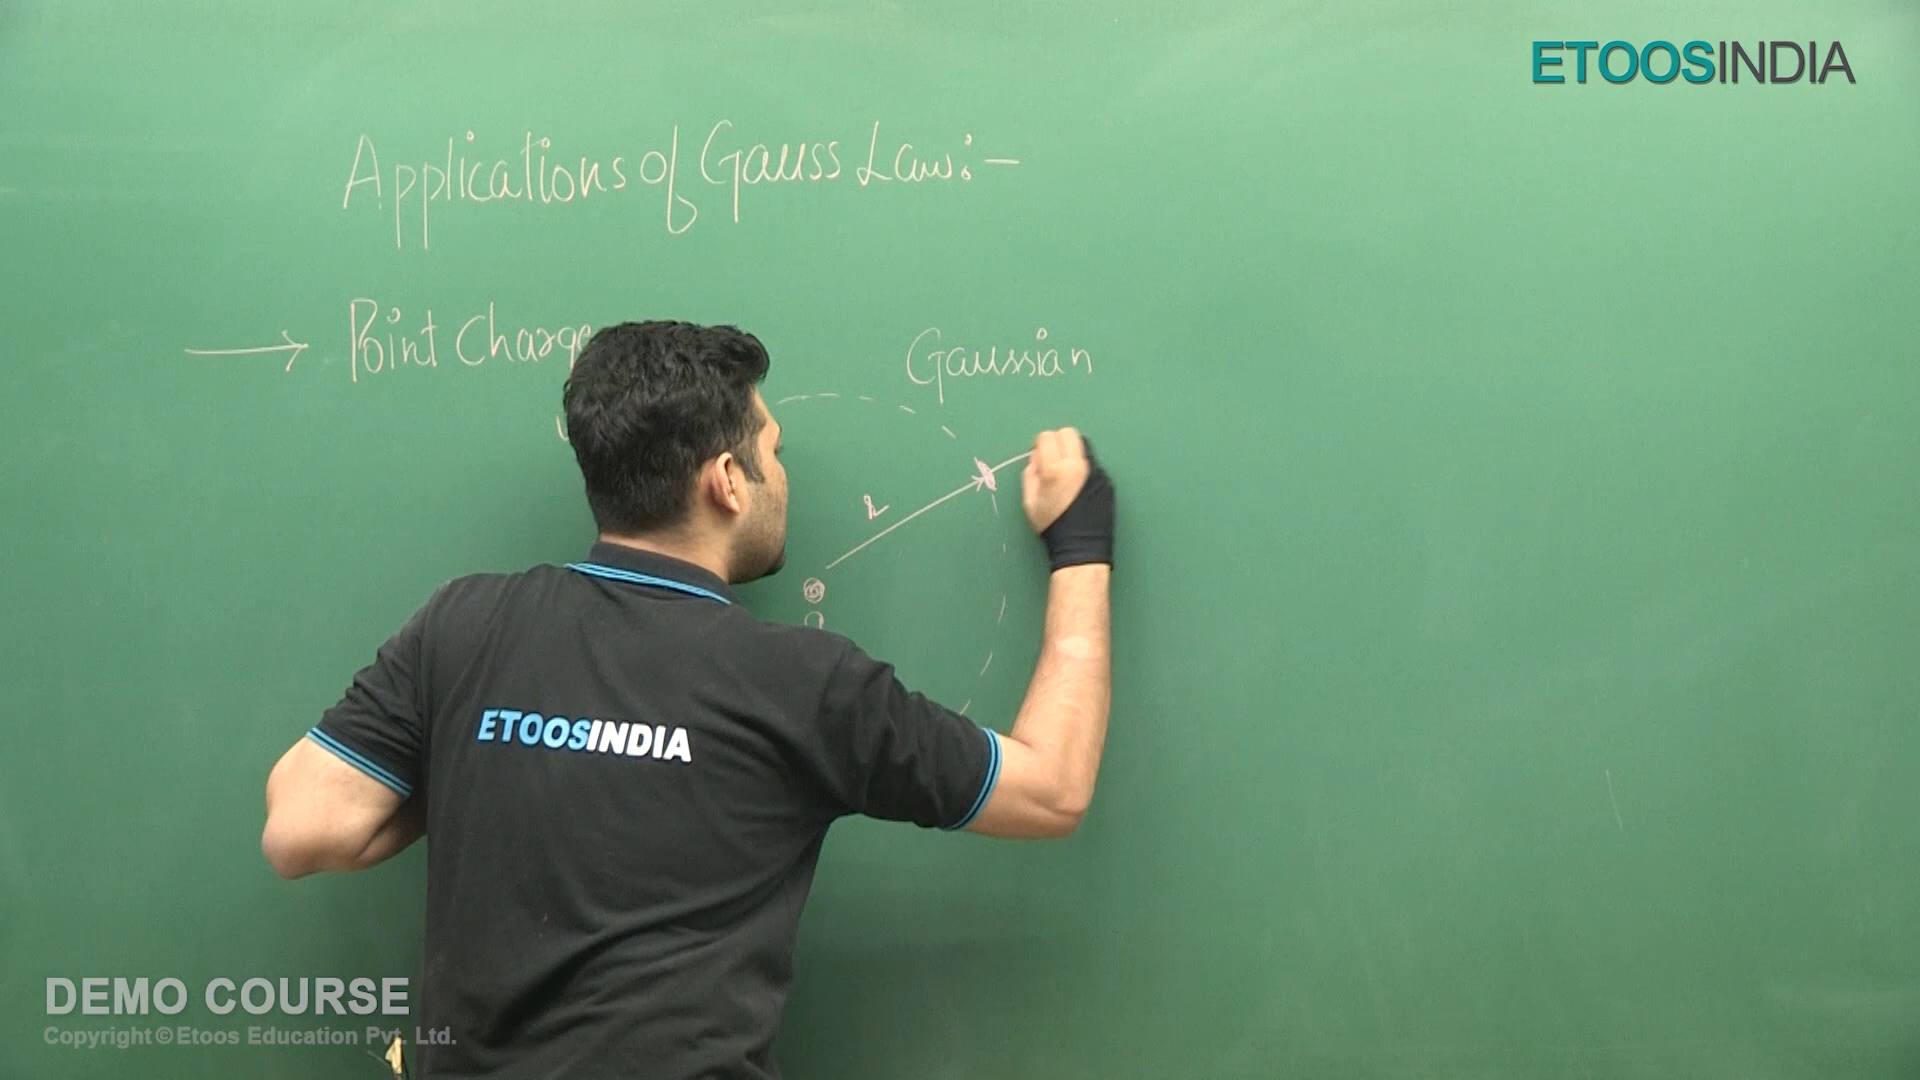 ETOOSINDIA
Applications of Gauss Law:-
→ Point Charge
Gaussian
r
ETOOSINDIA
DEMO COURSE
Copyright © Etoos Education Pvt. Ltd.